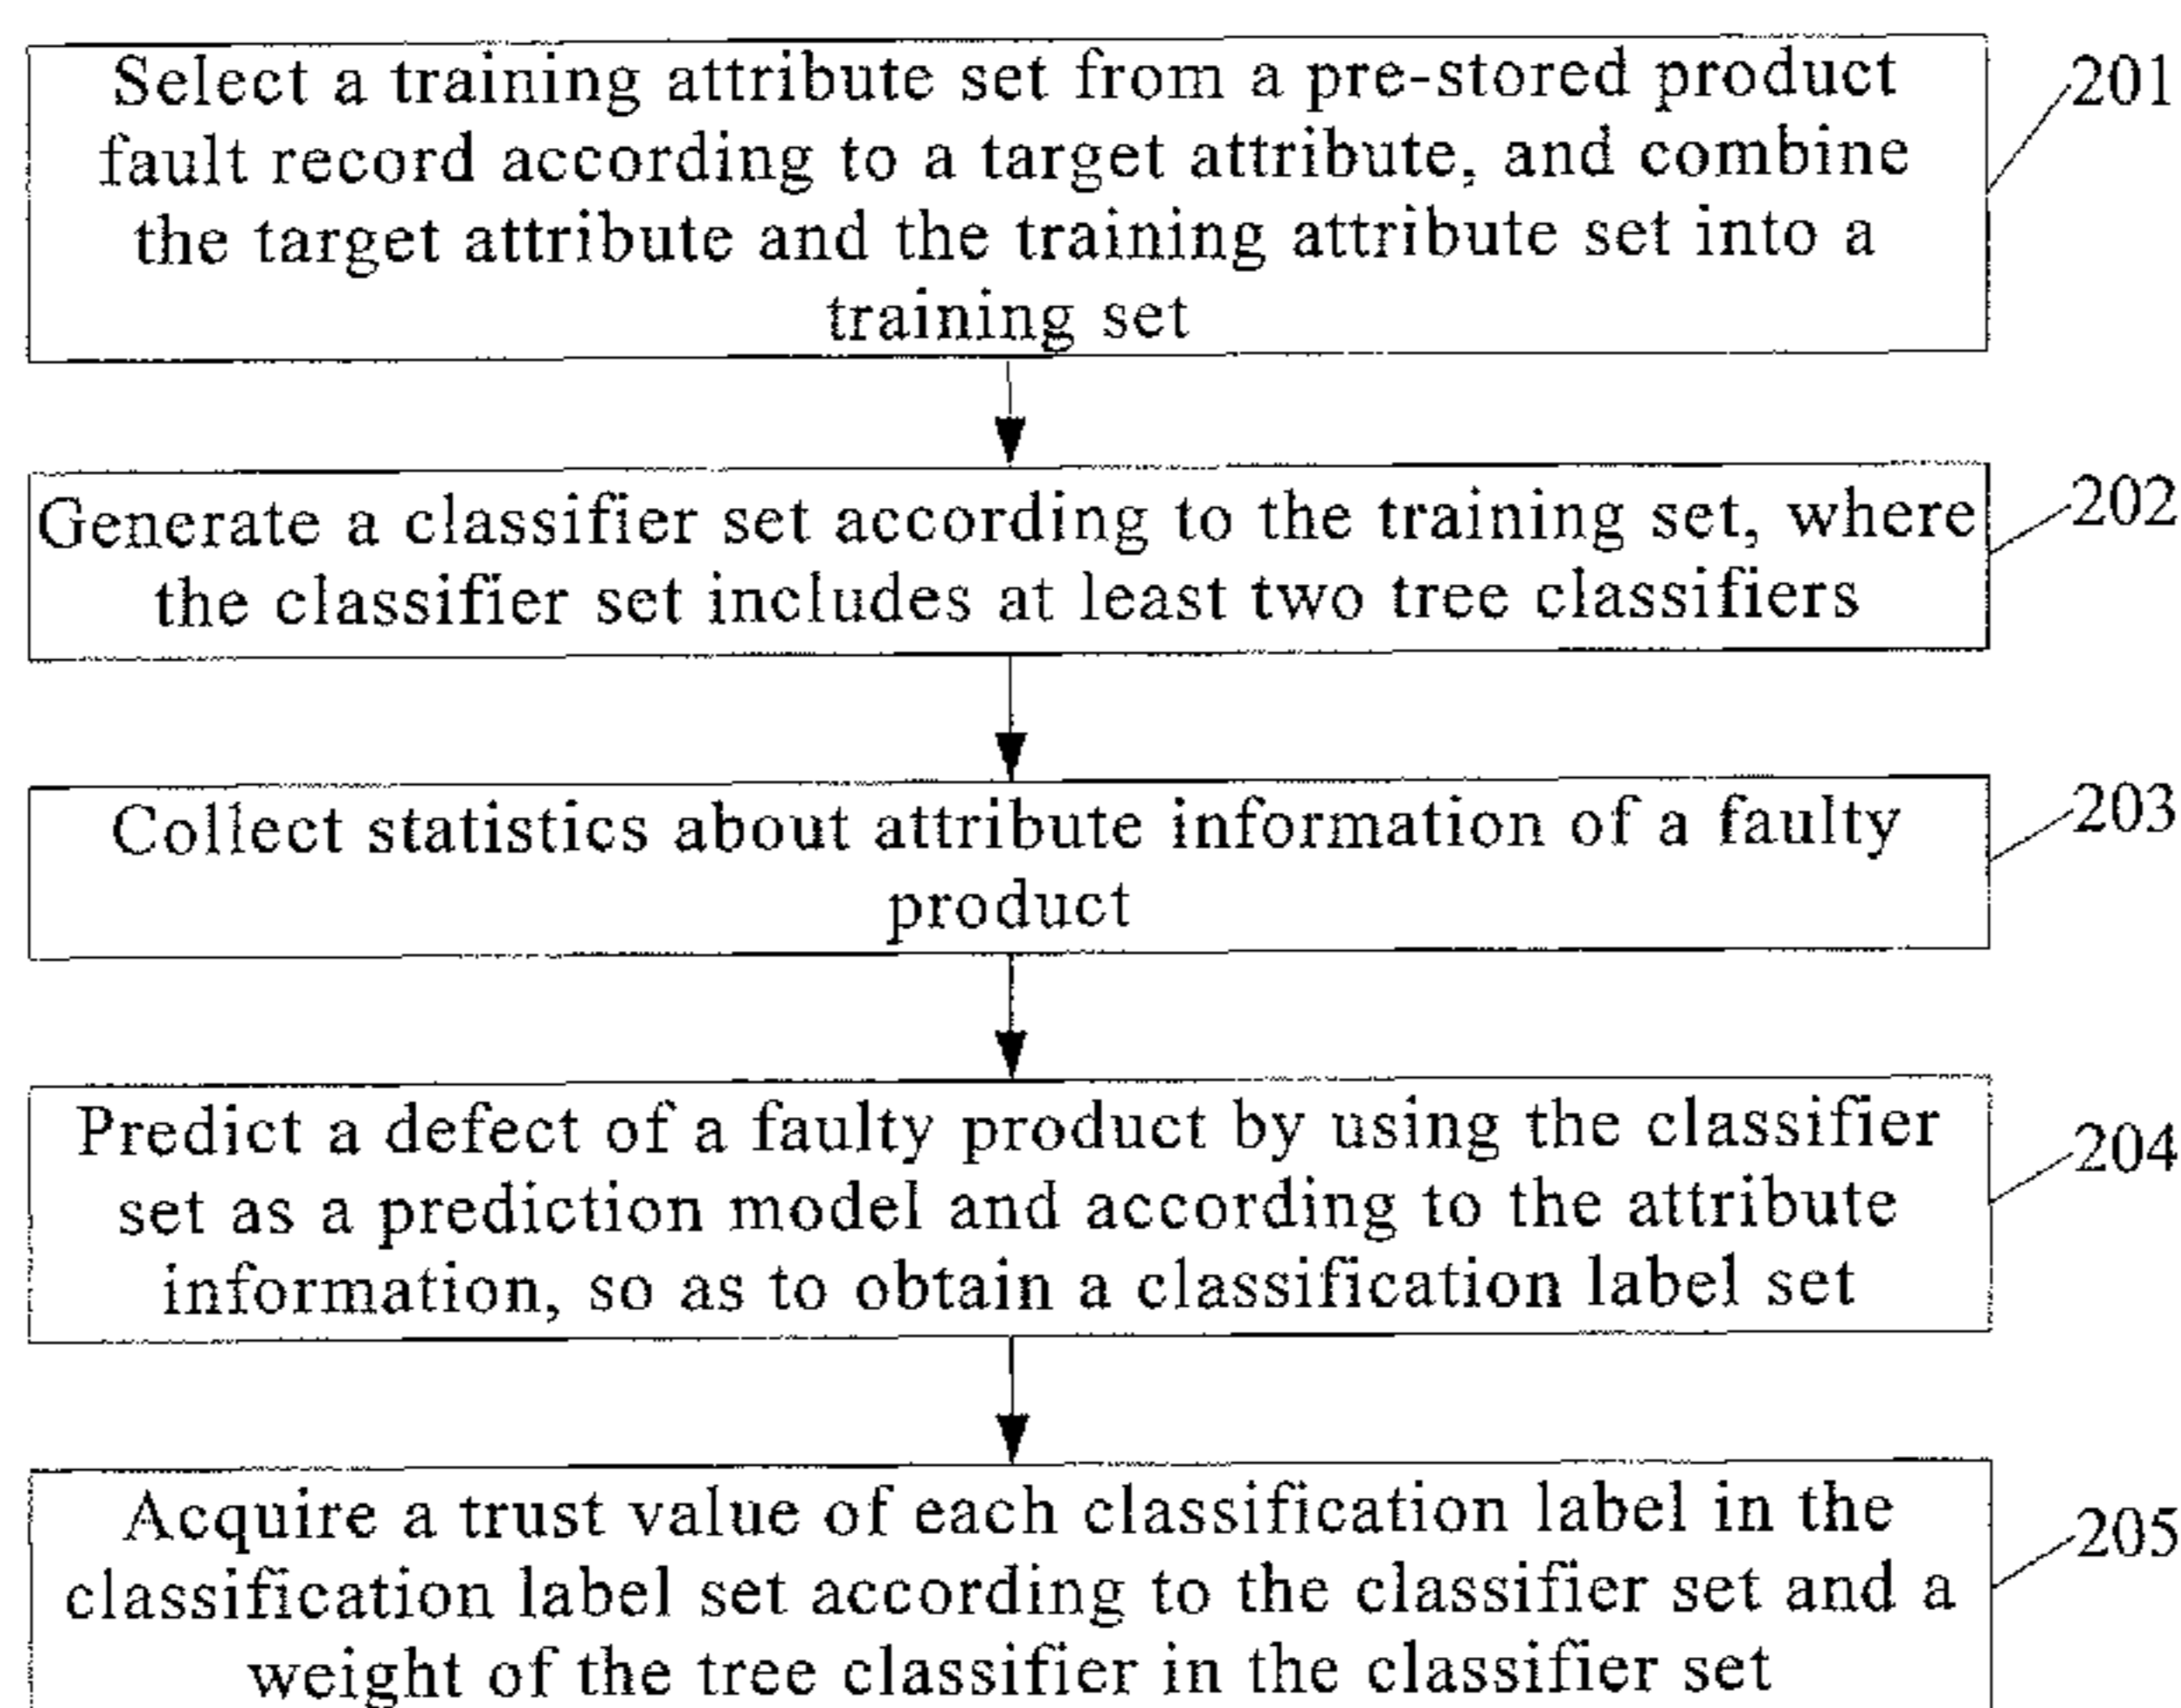 Select a training attribute set from a pre-stored product
fault record according to a target attribute, and combine
the target attribute and the training attribute set into a
training set
201
Generate a classifier set according to the training set, where
the classifier set includes at least two tree classifiers
202
Collect statistics about attribute information of a faulty
product
203
Predict a defect of a faulty product by using the classifier
set as a prediction model and according to the attribute
information, so as to obtain a classification label set
204
Acquire a trust value of each classification label in the
classification label set according to the classifier set and a
weight of the tree classifier in the classifier set
205